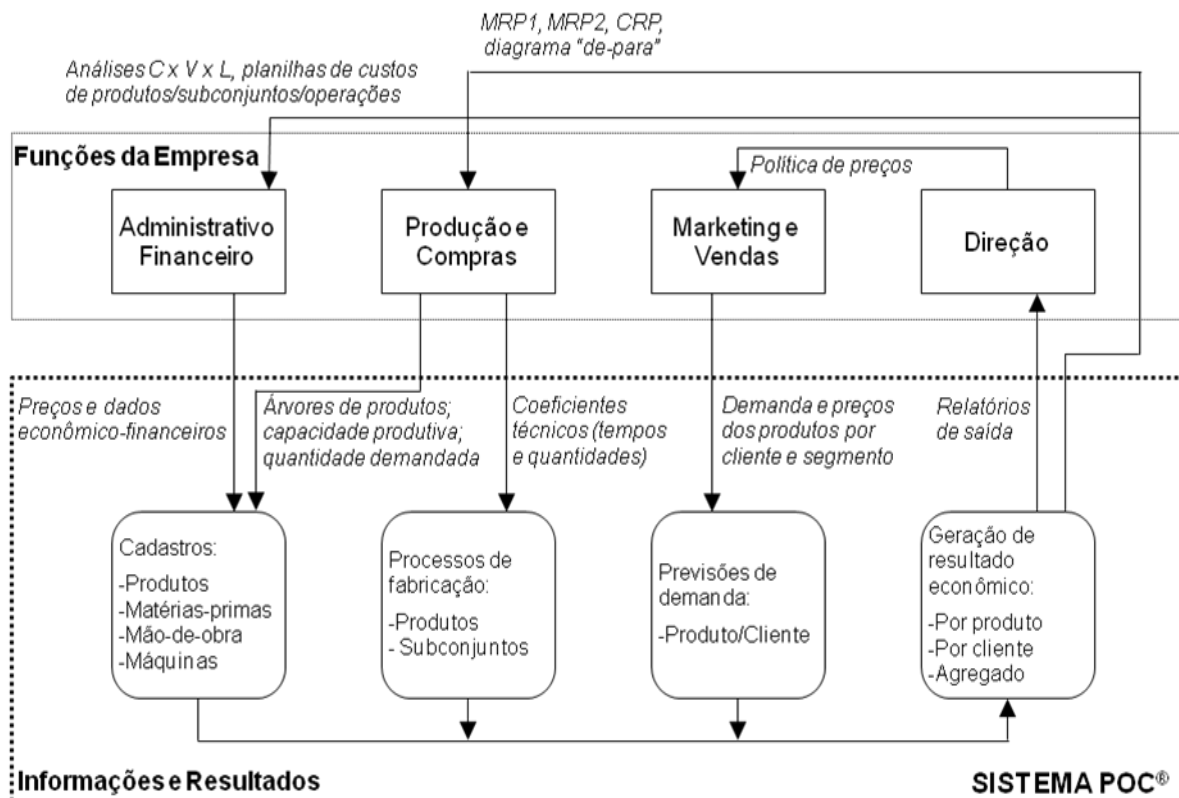 MRP1, MRP2, CRP,
diagrama “de-para”
Análises C x V x L, planilhas de custos
de produtos/subconjuntos/operações
Funções da Empresa
Política de preços
Administrativo
Financeiro
Produção e
Compras
Marketing e
Vendas
Direção
Preços e dados
econômico-financeiros
Árvores de produtos;
capacidade produtiva;
quantidade demandada
Coeficientes
técnicos (tempos
e quantidades)
Demanda e preços
dos produtos por
cliente e segmento
Relatórios
de saída
Cadastros:
-Produtos
-Matérias-primas
-Mão-de-obra
-Máquinas
Processos de
fabricação:
-Produtos
- Subconjuntos
Previsões de
demanda:
-Produto/Cliente
Geração de
resultado
econômico:
-Por produto
-Por cliente
-Agregado
Informações e Resultados
SISTEMA POC®